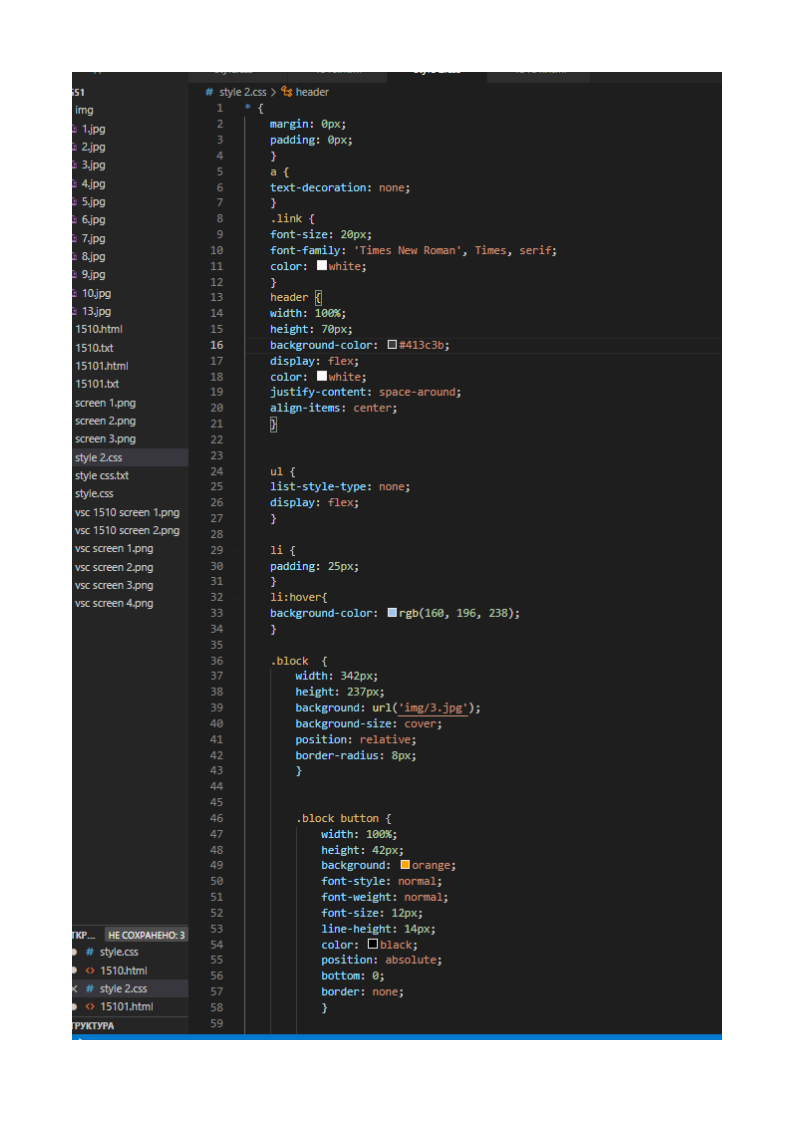 # style 2.css > header
651
img
1.jpg
2.jpg
3.jpg
4.jpg
5.jpg
6.jpg
7.jpg
8.jpg
9.jpg
10.jpg
13.jpg
1510.html
1510.txt
15101.html
15101.txt
screen 1.png
screen 2.png
screen 3.png
style 2.css
style css.txt
style.css
vsc 1510 screen 1.png
vsc 1510 screen 2.png
vsc screen 1.png
vsc screen 2.png
vsc screen 3.png
vsc screen 4.png
ТКР... НЕ СОХРАНЕНО: 3
# style.css
<> 1510.html
× # style 2.css
<> 15101.html
ТРУКТУРА
1 * {
2 margin: 0px;
3 padding: 0px;
4 }
5 a {
6 text-decoration: none;
7 }
8 .link {
9 font-size: 20px;
10 font-family: 'Times New Roman', Times, serif;
11 color: white;
12 }
13 header {
14 width: 100%;
15 height: 70px;
16 background-color: #413c3b;
17 display: flex;
18 color: white;
19 justify-content: space-around;
20 align-items: center;
21 }
22
23
24 ul {
25 list-style-type: none;
26 display: flex;
27 }
28
29 li {
30 padding: 25px;
31 }
32 li:hover{
33 background-color: rgb(160, 196, 238);
34 }
35
36 .block  {
37 width: 342px;
38 height: 237px;
39 background: url('img/3.jpg');
40 background-size: cover;
41 position: relative;
42 border-radius: 8px;
43 }
44
45
46 .block button {
47 width: 100%;
48 height: 42px;
49 background: orange;
50 font-style: normal;
51 font-weight: normal;
52 font-size: 12px;
53 line-height: 14px;
54 color: black;
55 position: absolute;
56 bottom: 0;
57 border: none;
58 }
59